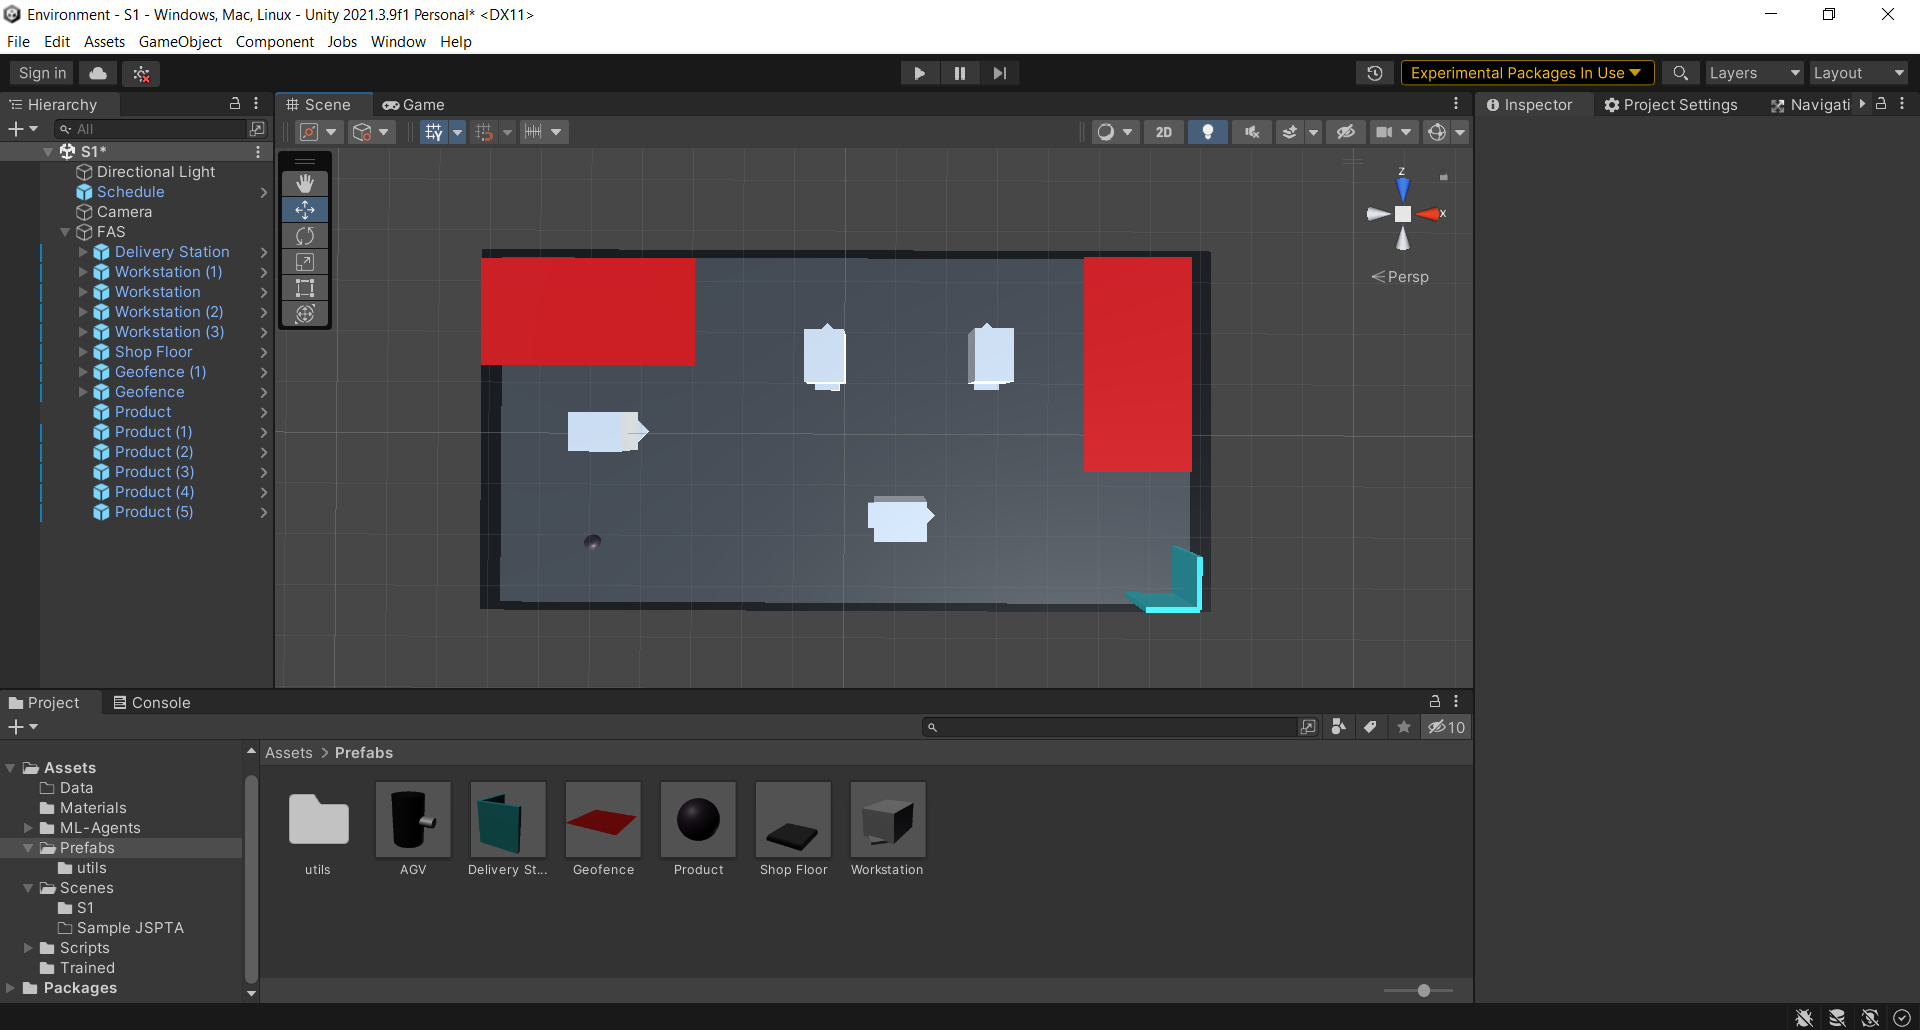 Environment - S1 - Windows, Mac, Linux - Unity 2021.3.9f1 Personal* <DX11>
File Edit Assets GameObject Component Jobs Window Help
Sign in
Experimental Packages In Use
Layers
Layout
Hierarchy
All
S1*
Directional Light
Schedule
Camera
FAS
Delivery Station
Workstation (1)
Workstation
Workstation (2)
Workstation (3)
Shop Floor
Geofence (1)
Geofence
Product
Product (1)
Product (2)
Product (3)
Product (4)
Product (5)
Scene
Game
Y
2D
z
x
Persp
Inspector
Project Settings
Navigati
Project
Console
10
Assets
Data
Materials
ML-Agents
Prefabs
utils
Scenes
S1
Sample JSPTA
Scripts
Trained
Packages
Assets > Prefabs
utils
AGV
Delivery St...
Geofence
Product
Shop Floor
Workstation